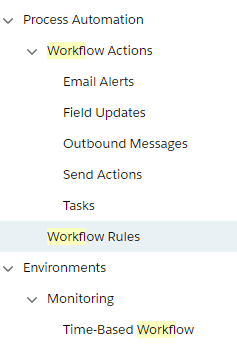 Process Automation
Workflow Actions
Email Alerts
Field Updates
Outbound Messages
Send Actions
Tasks
Workflow Rules
Environments
Monitoring
Time-Based Workflow